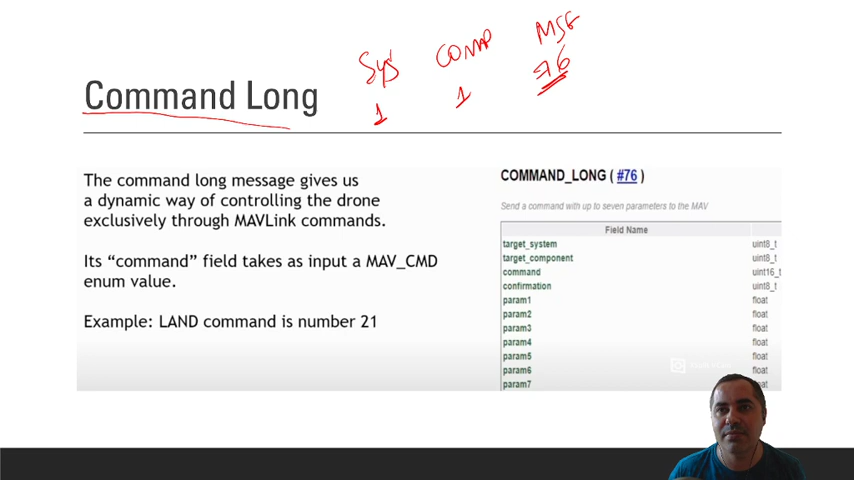 Sys COMP MSG
1 1 76
Command Long
The command long message gives us
a dynamic way of controlling the drone
exclusively through MAVLink commands.
Its “command” field takes as input a MAV_CMD
enum value.
Example: LAND command is number 21
COMMAND_LONG ( #76 )
Send a command with up to seven parameters to the MAV
Field Name
target_system uint8_t
target_component uint8_t
command uint16_t
confirmation uint8_t
param1 float
param2 float
param3 float
param4 float
param5 float
param6 float
param7 float